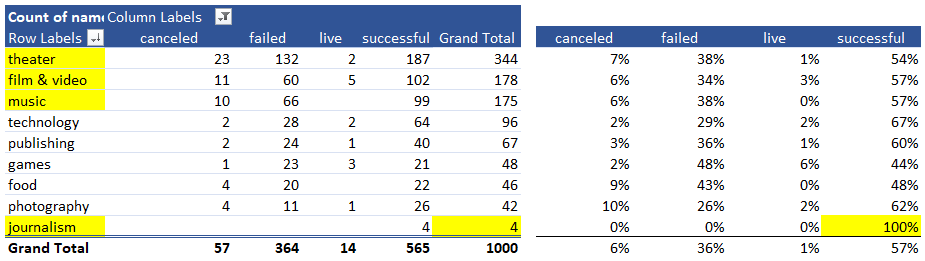 Count of name Column Labels
Row Labels canceled failed live successful Grand Total canceled failed live successful
theater 23 132 2 187 344 7% 38% 1% 54%
film & video 11 60 5 102 178 6% 34% 3% 57%
music 10 66 99 175 6% 38% 0% 57%
technology 2 28 2 64 96 2% 29% 2% 67%
publishing 2 24 1 40 67 3% 36% 1% 60%
games 1 23 3 21 48 2% 48% 6% 44%
food 4 20 22 46 9% 43% 0% 48%
photography 4 11 1 26 42 10% 26% 2% 62%
journalism 4 4 0% 0% 0% 100%
Grand Total 57 364 14 565 1000 6% 36% 1% 57%